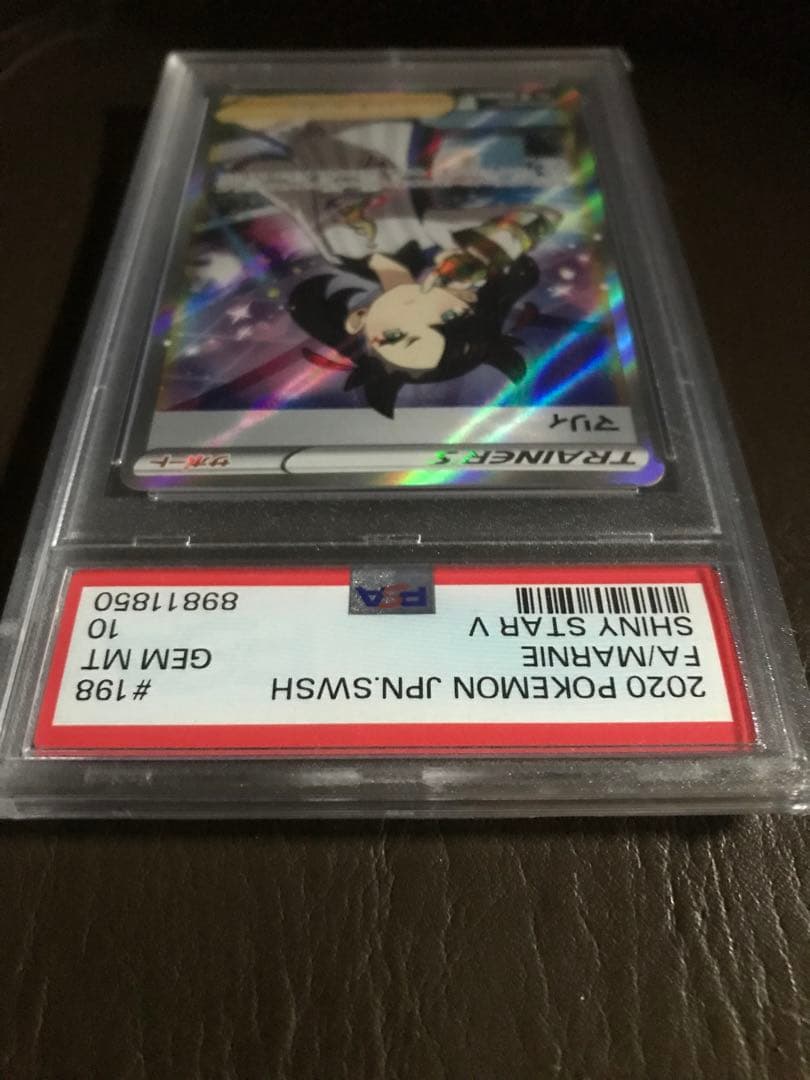 2020 POKEMON JPN.SWSH #198
FA/MARNIE GEM MT
SHINY STAR V 10
PSA 89811850
TRAINER'S サポート
マリィ